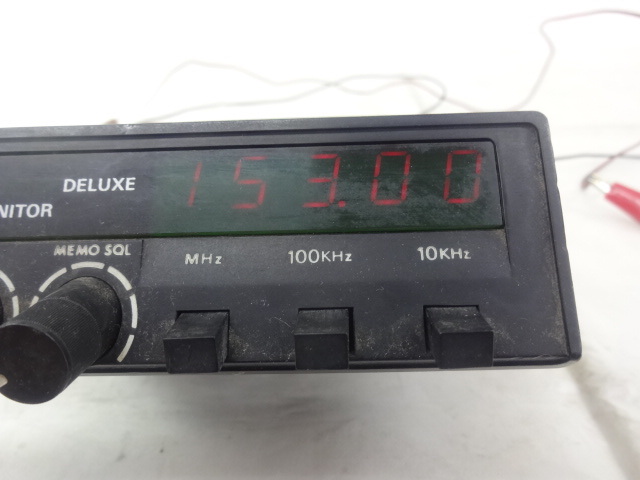 153.00
DELUXE
NITOR
MEMO SQL
MHz
100KHz
10KHz